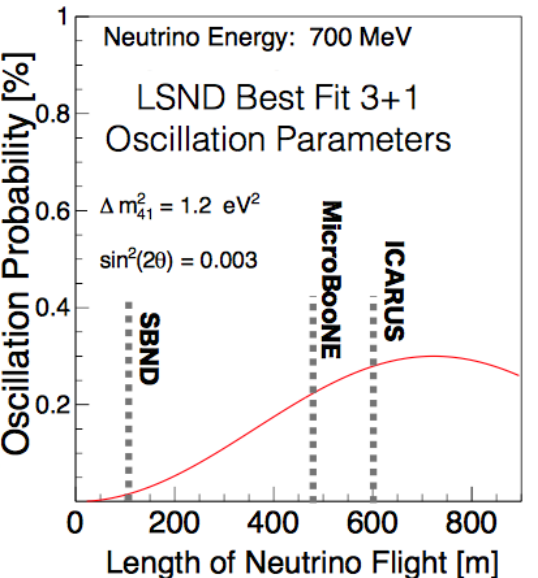 Neutrino Energy: 700 MeV
LSND Best Fit 3+1
Oscillation Parameters
Δ m²₄₁ = 1.2 eV²
sin²(2θ) = 0.003
SBND
MicroBooNE
ICARUS
Oscillation Probability [%]
1
0.8
0.6
0.4
0.2
0 200 400 600 800
Length of Neutrino Flight [m]